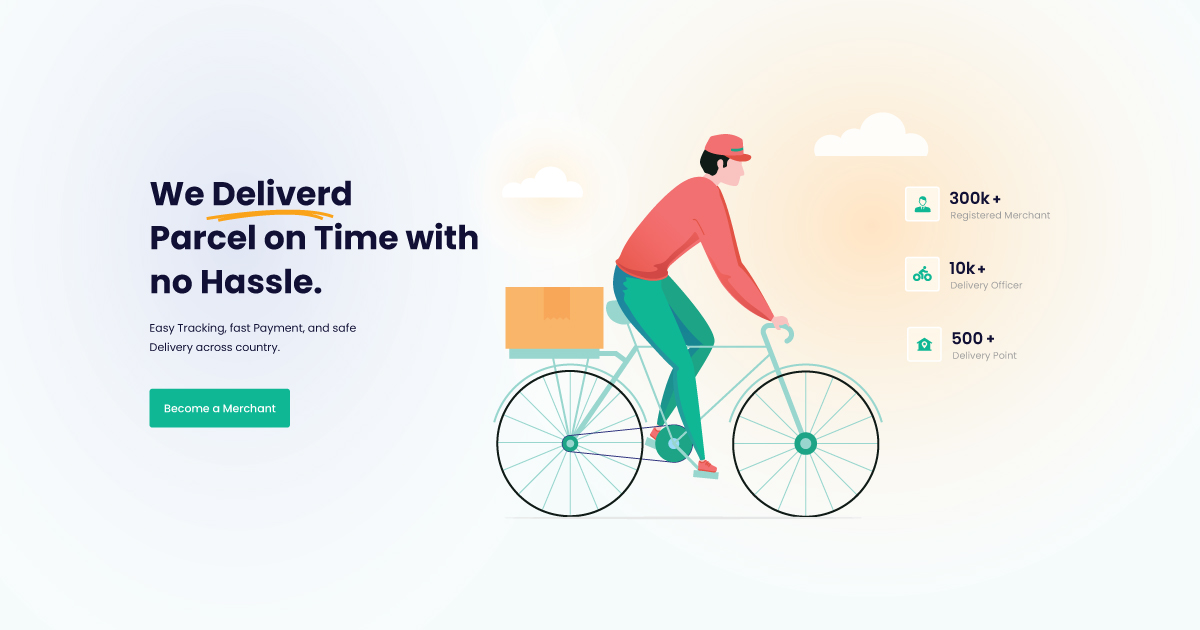 We Deliverd
Parcel on Time with
no Hassle.
Easy Tracking, fast Payment, and safe
Delivery across country.
Become a Merchant
300k+
Registered Merchant
10k+
Delivery Officer
500+
Delivery Point